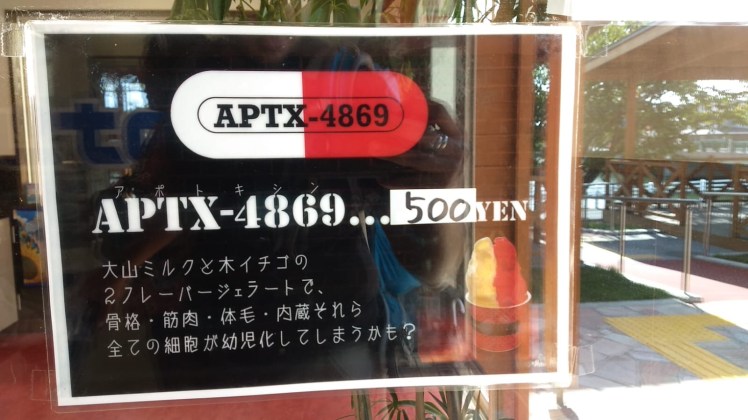 APTX-4869
アポトキシン
APTX-4869...500YEN
大山ミルクと木イチゴの
2フレーバージェラートで、
骨格・筋肉・体毛・内蔵それら
全ての細胞が幼児化してしまうかも?